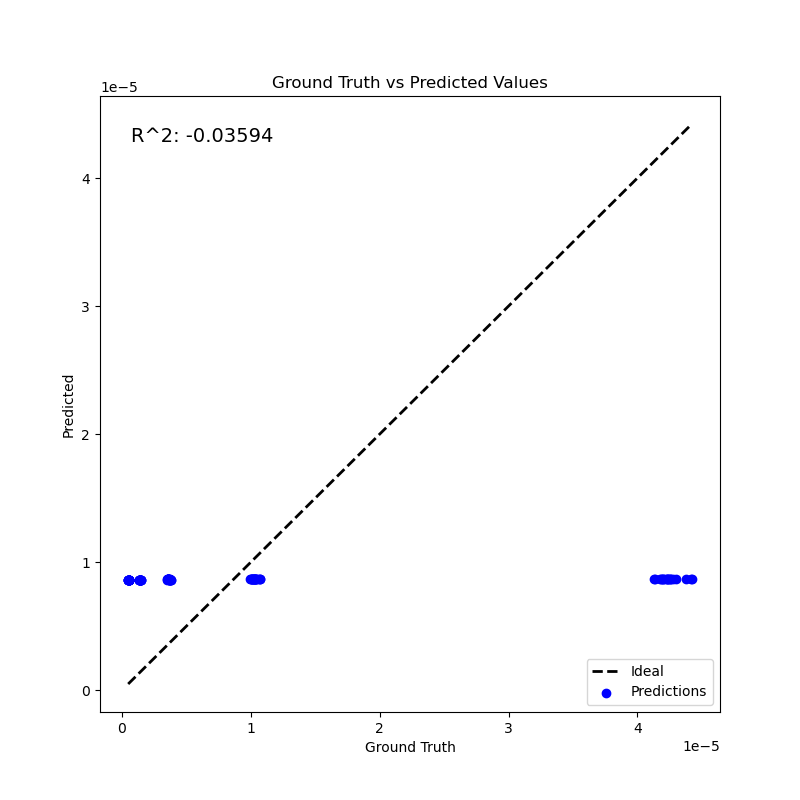 Ground Truth vs Predicted Values
1e−5
R^2: -0.03594
4
3
2
1
0
Predicted
Ideal
Predictions
0 1 2 3 4
1e−5
Ground Truth